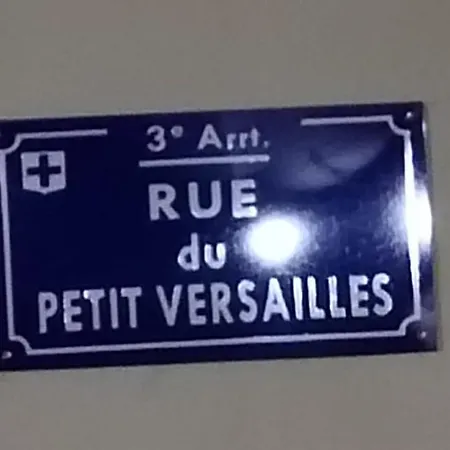 3e Arrt.
RUE
du
PETIT VERSAILLES